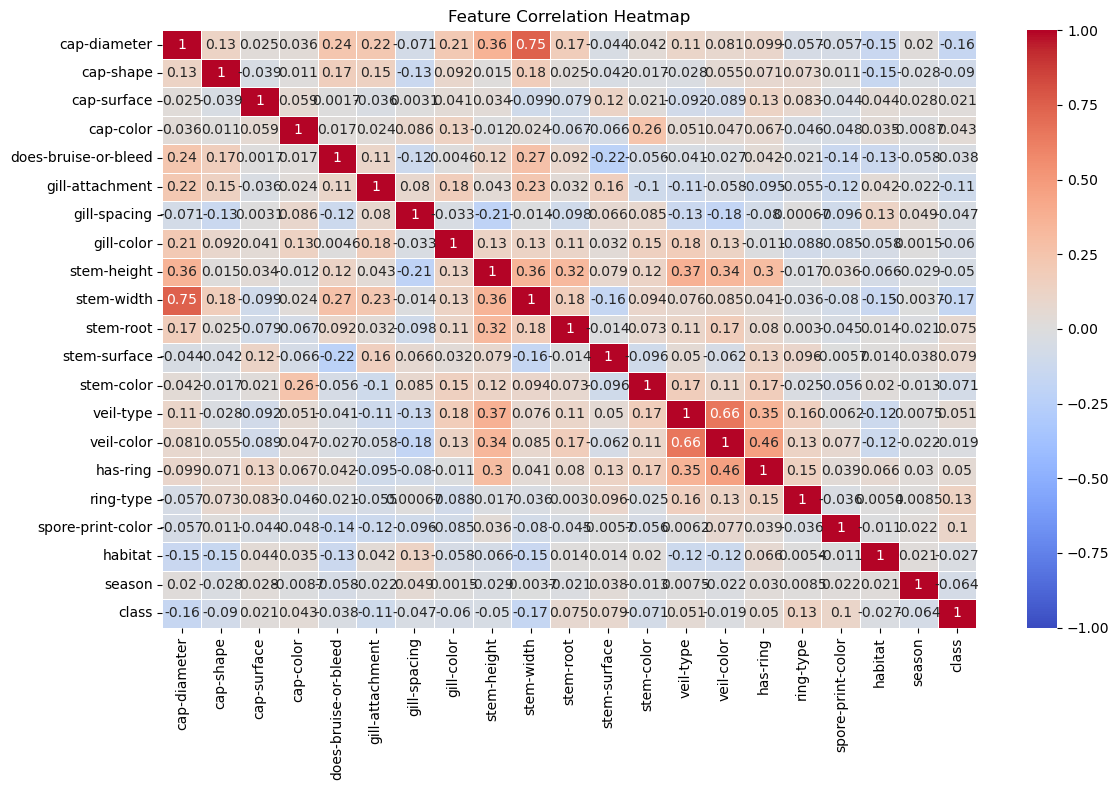 Feature Correlation Heatmap
cap-diameter 1 0.13 0.025 0.036 0.24 0.22 -0.071 0.21 0.36 0.75 0.17 -0.044 0.042 0.11 0.081 0.099 -0.057 -0.057 -0.15 0.02 -0.16
cap-shape 0.13 1 -0.039 0.011 0.17 0.15 -0.13 0.092 0.015 0.18 0.025 -0.042 -0.017 -0.028 0.055 0.071 0.073 0.011 -0.15 -0.028 -0.09
cap-surface 0.025 -0.039 1 0.059 0.0017 -0.036 0.0031 0.041 0.034 -0.099 -0.079 0.12 0.021 -0.092 -0.089 0.13 0.083 -0.044 0.044 0.028 0.021
cap-color 0.036 0.011 0.059 1 0.017 0.024 0.086 0.13 -0.012 0.024 -0.067 -0.066 0.26 0.051 0.047 0.067 -0.046 -0.048 0.035 -0.0087 0.043
does-bruise-or-bleed 0.24 0.17 0.0017 0.017 1 0.11 -0.12 0.0046 0.12 0.27 0.092 -0.22 -0.056 -0.041 -0.027 0.042 -0.021 -0.14 -0.13 -0.058 -0.038
gill-attachment 0.22 0.15 -0.036 0.024 0.11 1 0.08 0.18 0.043 0.23 0.032 0.16 -0.1 -0.11 -0.058 -0.095 -0.055 -0.12 0.042 -0.022 -0.11
gill-spacing -0.071 -0.13 0.0031 0.086 -0.12 0.08 1 -0.033 -0.21 -0.014 -0.098 0.066 0.085 -0.13 -0.18 -0.08 0.00067 -0.096 0.13 0.049 -0.047
gill-color 0.21 0.092 0.041 0.13 0.0046 0.18 -0.033 1 0.13 0.13 0.11 0.032 0.15 0.18 0.13 -0.011 -0.088 -0.085 -0.058 0.0015 -0.06
stem-height 0.36 0.015 0.034 -0.012 0.12 0.043 -0.21 0.13 1 0.36 0.32 0.079 0.12 0.37 0.34 0.3 -0.017 0.036 -0.066 -0.029 -0.05
stem-width 0.75 0.18 -0.099 0.024 0.27 0.23 -0.014 0.13 0.36 1 0.18 -0.16 0.094 0.076 0.085 0.041 -0.036 -0.08 -0.15 -0.0037 -0.17
stem-root 0.17 0.025 -0.079 -0.067 0.092 0.032 -0.098 0.11 0.32 0.18 1 -0.014 0.073 0.11 0.17 0.08 0.003 -0.045 0.014 -0.021 0.075
stem-surface -0.044 -0.042 0.12 -0.066 -0.22 0.16 0.066 0.032 0.079 -0.16 -0.014 1 -0.096 0.05 -0.062 0.13 0.096 -0.0057 0.014 0.038 0.079
stem-color 0.042 -0.017 0.021 0.26 -0.056 -0.1 0.085 0.15 0.12 0.094 0.073 -0.096 1 0.17 0.11 0.17 -0.025 -0.056 0.02 -0.013 -0.071
veil-type 0.11 -0.028 -0.092 0.051 -0.041 -0.11 -0.13 0.18 0.37 0.076 0.11 0.05 0.17 1 0.66 0.35 0.16 0.0062 -0.12 0.0075 0.051
veil-color 0.081 0.055 -0.089 0.047 -0.027 -0.058 -0.18 0.13 0.34 0.085 0.17 -0.062 0.11 0.66 1 0.46 0.13 0.077 -0.12 -0.022 -0.019
has-ring 0.099 0.071 0.13 0.067 0.042 -0.095 -0.08 -0.011 0.3 0.041 0.08 0.13 0.17 0.35 0.46 1 0.15 0.039 0.066 0.03 0.05
ring-type -0.057 0.073 0.083 -0.046 -0.021 -0.055 0.00067 -0.088 -0.017 -0.036 0.003 0.096 -0.025 0.16 0.13 0.15 1 -0.036 0.0054 0.0085 0.13
spore-print-color -0.057 0.011 -0.044 -0.048 -0.14 -0.12 -0.096 -0.085 0.036 -0.08 -0.045 -0.0057 -0.056 0.0062 0.077 0.039 -0.036 1 -0.011 0.022 0.1
habitat -0.15 -0.15 0.044 0.035 -0.13 0.042 0.13 -0.058 -0.066 -0.15 0.014 0.014 0.02 -0.12 -0.12 0.066 0.0054 -0.011 1 0.021 -0.027
season 0.02 -0.028 0.028 -0.0087 -0.058 -0.022 0.049 0.0015 -0.029 -0.0037 -0.021 0.038 -0.013 0.0075 -0.022 0.03 0.0085 0.022 0.021 1 -0.064
class -0.16 -0.09 0.021 0.043 -0.038 -0.11 -0.047 -0.06 -0.05 -0.17 0.075 0.079 -0.071 0.051 -0.019 0.05 0.13 0.1 -0.027 -0.064 1
cap-diameter
cap-shape
cap-surface
cap-color
does-bruise-or-bleed
gill-attachment
gill-spacing
gill-color
stem-height
stem-width
stem-root
stem-surface
stem-color
veil-type
veil-color
has-ring
ring-type
spore-print-color
habitat
season
class
1.00
0.75
0.50
0.25
0.00
−0.25
−0.50
−0.75
−1.00